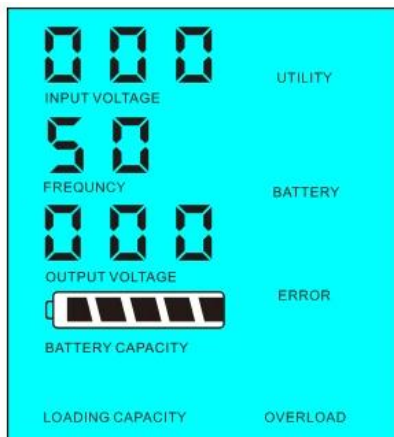 000
UTILITY
INPUT VOLTAGE
50
FREQUNCY
BATTERY
000
OUTPUT VOLTAGE
ERROR
BATTERY CAPACITY
LOADING CAPACITY OVERLOAD